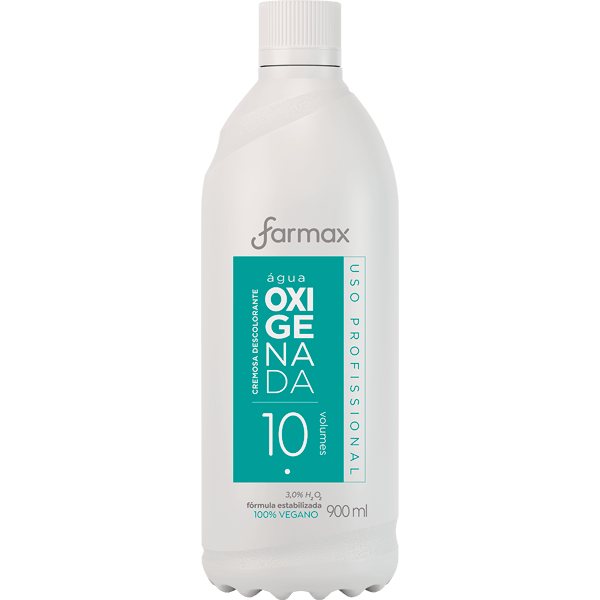 farmax
água
OXI
GE
NA
DA
CREMOSA DESCOLORANTE
10
volumes
USO PROFISSIONAL
3,0% H₂O₂
fórmula estabilizada
100% VEGANO
900 ml